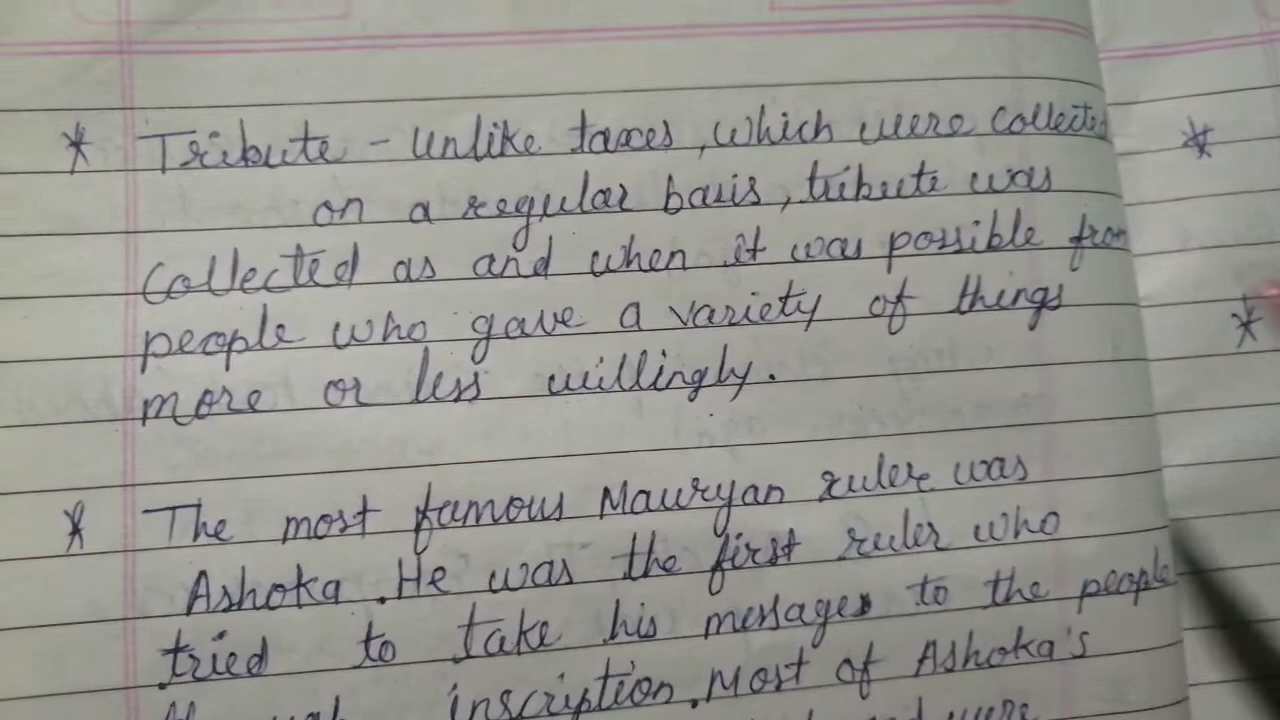 * Tribute - Unlike taxes, which were collected
on a regular basis, tribute was
collected as and when it was possible from
people who gave a variety of things
more or less willingly.
* The most famous Mauryan ruler was
Ashoka. He was the first ruler who
tried to take his messages to the people
inscription. Most of Ashoka's
were